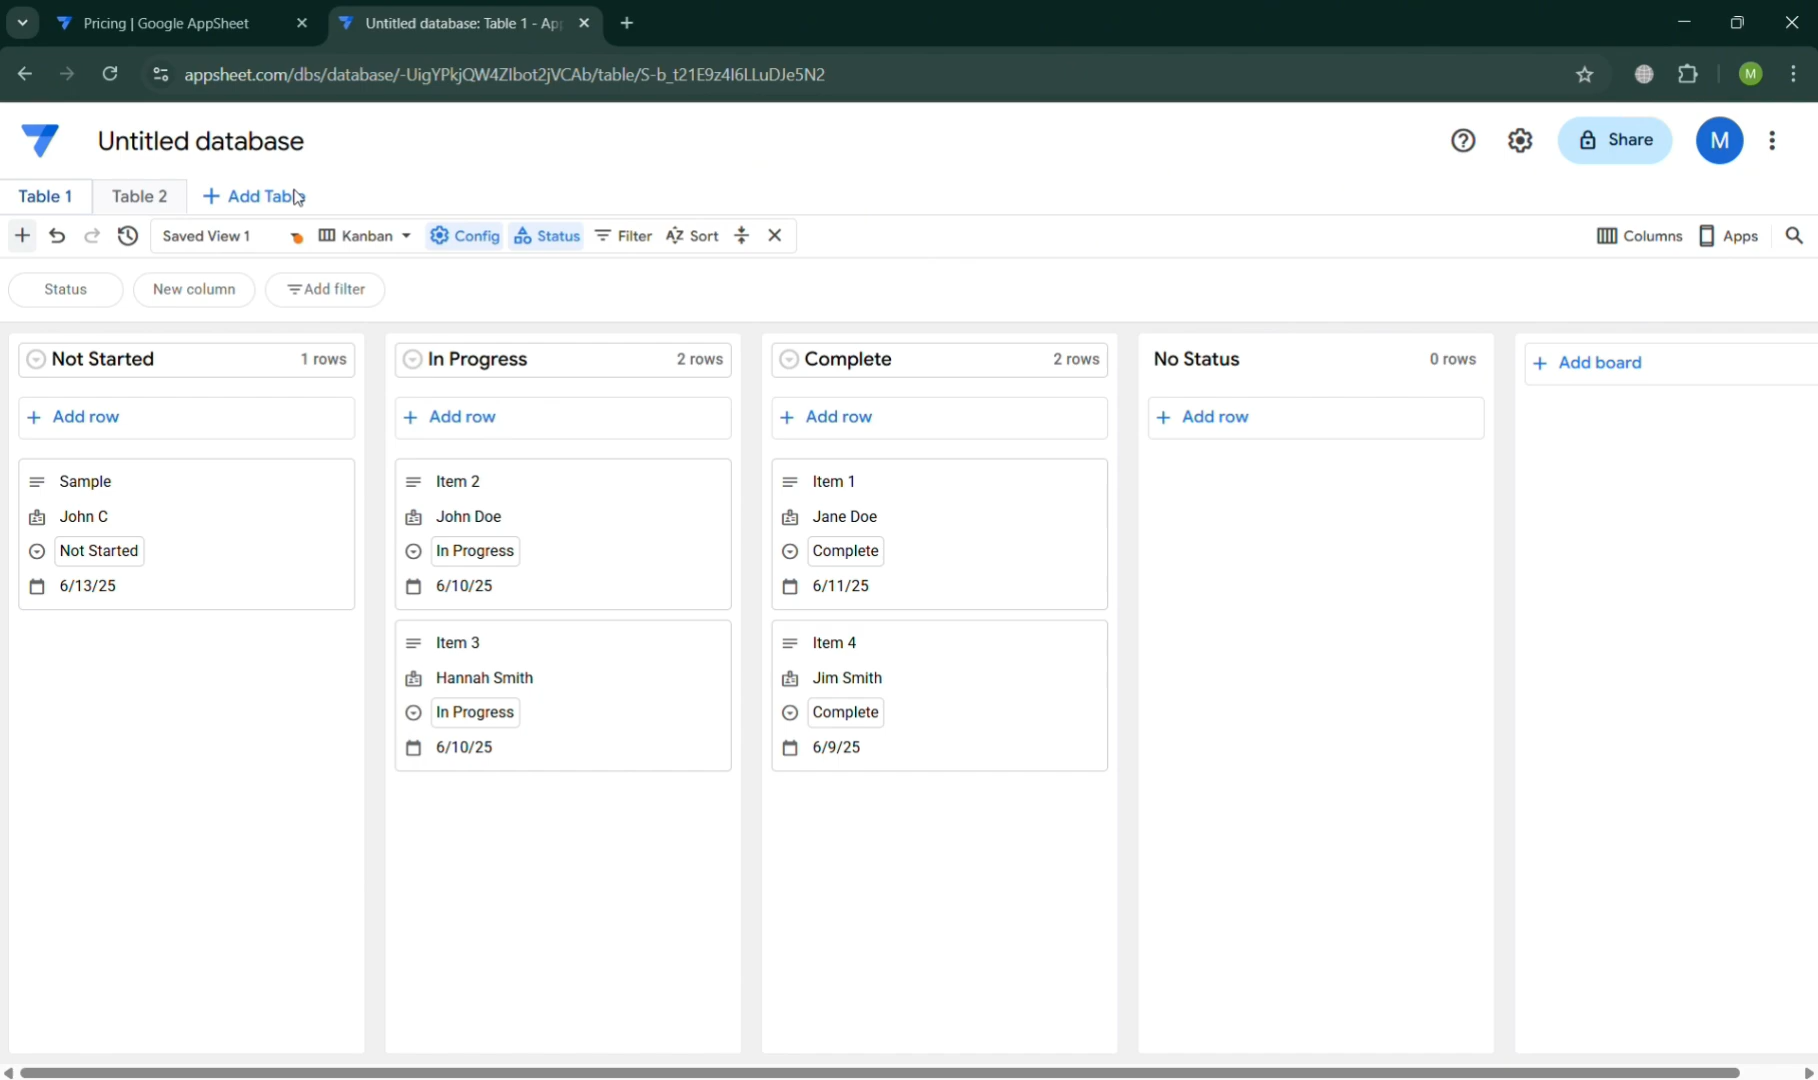 Pricing | Google AppSheet
Untitled database: Table 1 - Ap
appsheet.com/dbs/database/-UigYPkjQW4ZIbot2jVCAb/table/S-b_t21E9z4I6LLuDJe5N2
M
Untitled database
Share
M
Table 1
Table 2
+ Add Table
Saved View 1
Kanban
Config
Status
Filter
Sort
Columns
Apps
Status
New column
Add filter
Not Started
1 rows
In Progress
2 rows
Complete
2 rows
No Status
0 rows
+ Add board
+ Add row
+ Add row
+ Add row
+ Add row
Sample
John C
Not Started
6/13/25
Item 2
John Doe
In Progress
6/10/25
Item 1
Jane Doe
Complete
6/11/25
Item 3
Hannah Smith
In Progress
6/10/25
Item 4
Jim Smith
Complete
6/9/25